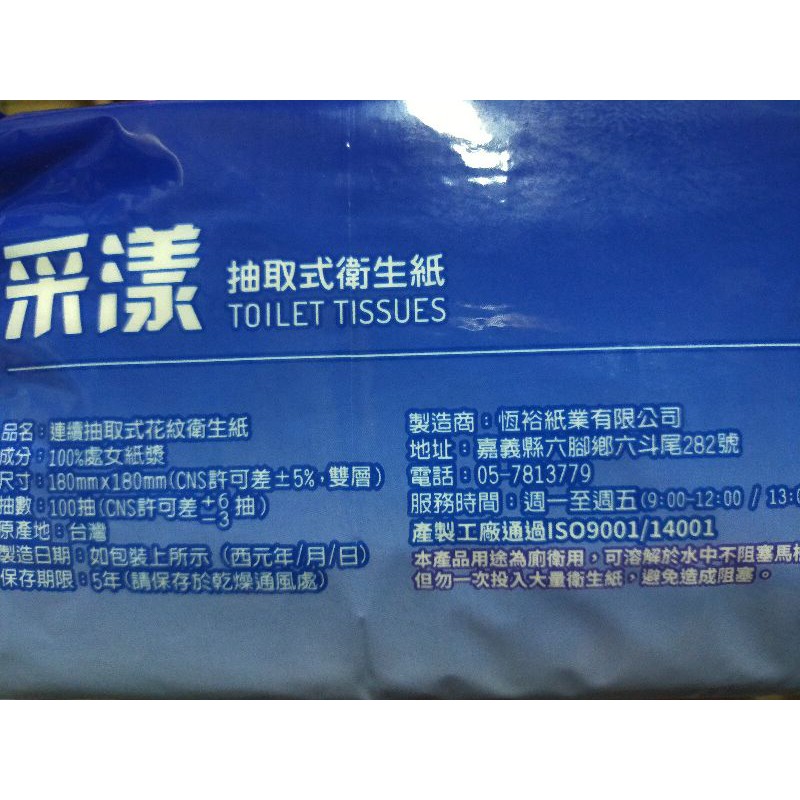 采漾
抽取式衛生紙
TOILET TISSUES
品名：連續抽取式花紋衛生紙
成分：100%處女紙漿
尺寸：180mmx180mm(CNS許可差±5%，雙層)
抽數：100抽(CNS許可差+6 -3抽)
原產地：台灣
製造日期：如包裝上所示（西元年/月/日）
保存期限：5年(請保存於乾燥通風處)
製造商：恆裕紙業有限公司
地址：嘉義縣六腳鄉六斗尾282號
電話：05-7813779
服務時間：週一至週五(9:00-12:00 / 13:0
產製工廠通過ISO9001/14001
本產品用途為廁衛用，可溶解於水中不阻塞馬桶
但勿一次投入大量衛生紙，避免造成阻塞。